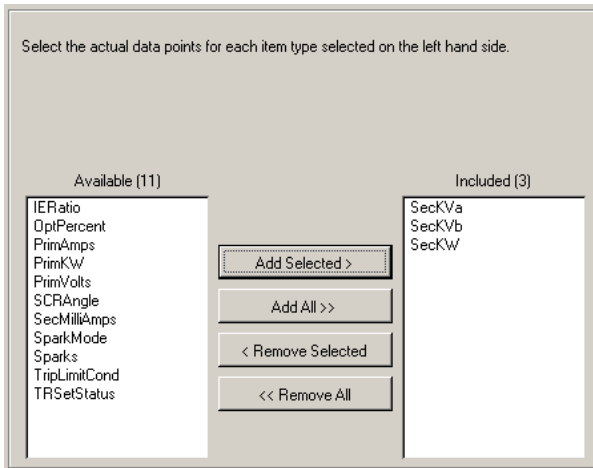 Select the actual data points for each item type selected on the left hand side.
Available (11)
IERatio
OptPercent
PrimAmps
PrimKW
PrimVolts
SCRAngle
SecMilliAmps
SparkMode
Sparks
TripLimitCond
TRSetStatus
Add Selected >
Add All >>
< Remove Selected
<< Remove All
Included (3)
SecKVa
SecKVb
SecKW